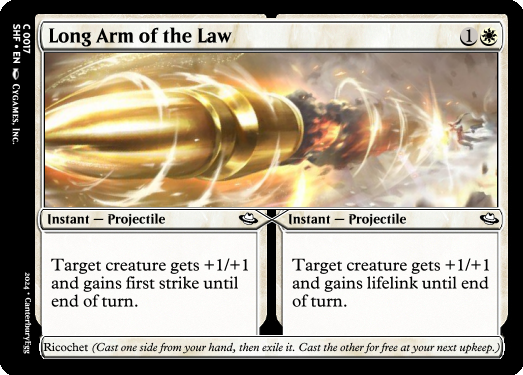 Long Arm of the Law
1
Instant — Projectile
Target creature gets +1/+1
and gains first strike until
end of turn.
Instant — Projectile
Target creature gets +1/+1
and gains lifelink until end
of turn.
Ricochet (Cast one side from your hand, then exile it. Cast the other for free at your next upkeep.)
C 0017
SHF • EN CYGAMES, INC.
2024 * CanterburyEgg